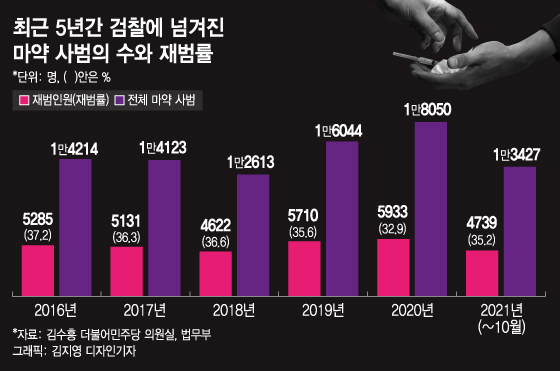 최근 5년간 검찰에 넘겨진
마약 사범의 수와 재범률
*단위: 명, ( )안은 %
재범인원(재범률) 전체 마약 사범
5285
(37,2)
1만4214
5131
(36,3)
1만4123
4622
(36,6)
1만2613
5710
(35,6)
1만6044
5933
(32,9)
1만8050
4739
(35,2)
1만3427
2016년 2017년 2018년 2019년 2020년 2021년
(~10월)
*자료: 김수흥 더불어민주당 의원실, 법무부
그래픽: 김지영 디자인기자